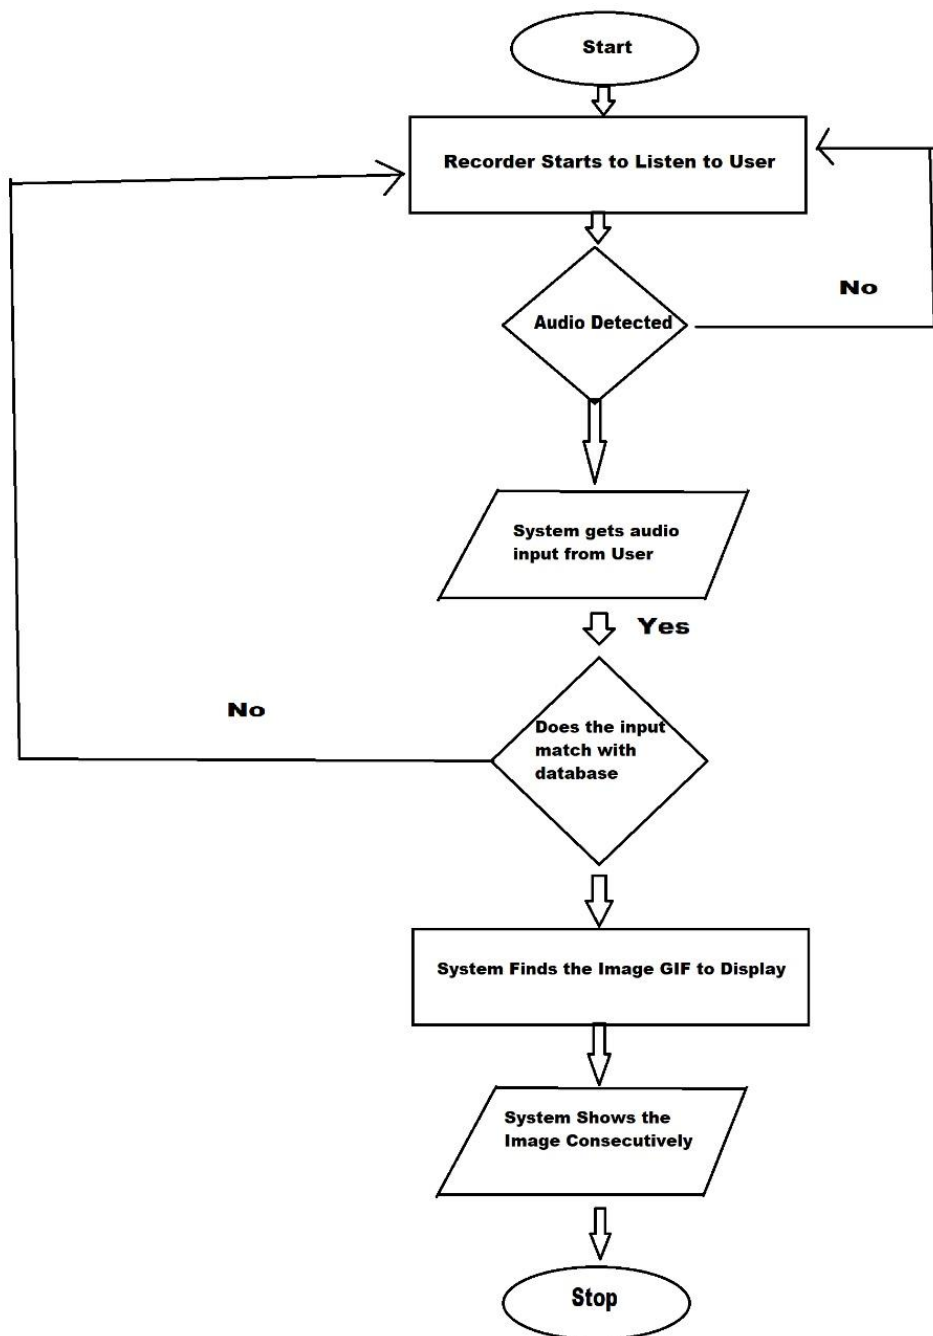 Start
Recorder Starts to Listen to User
No
Audio Detected
System gets audio
input from User
Yes
No
Does the input
match with
database
System Finds the Image GIF to Display
System Shows the
Image Consecutively
Stop